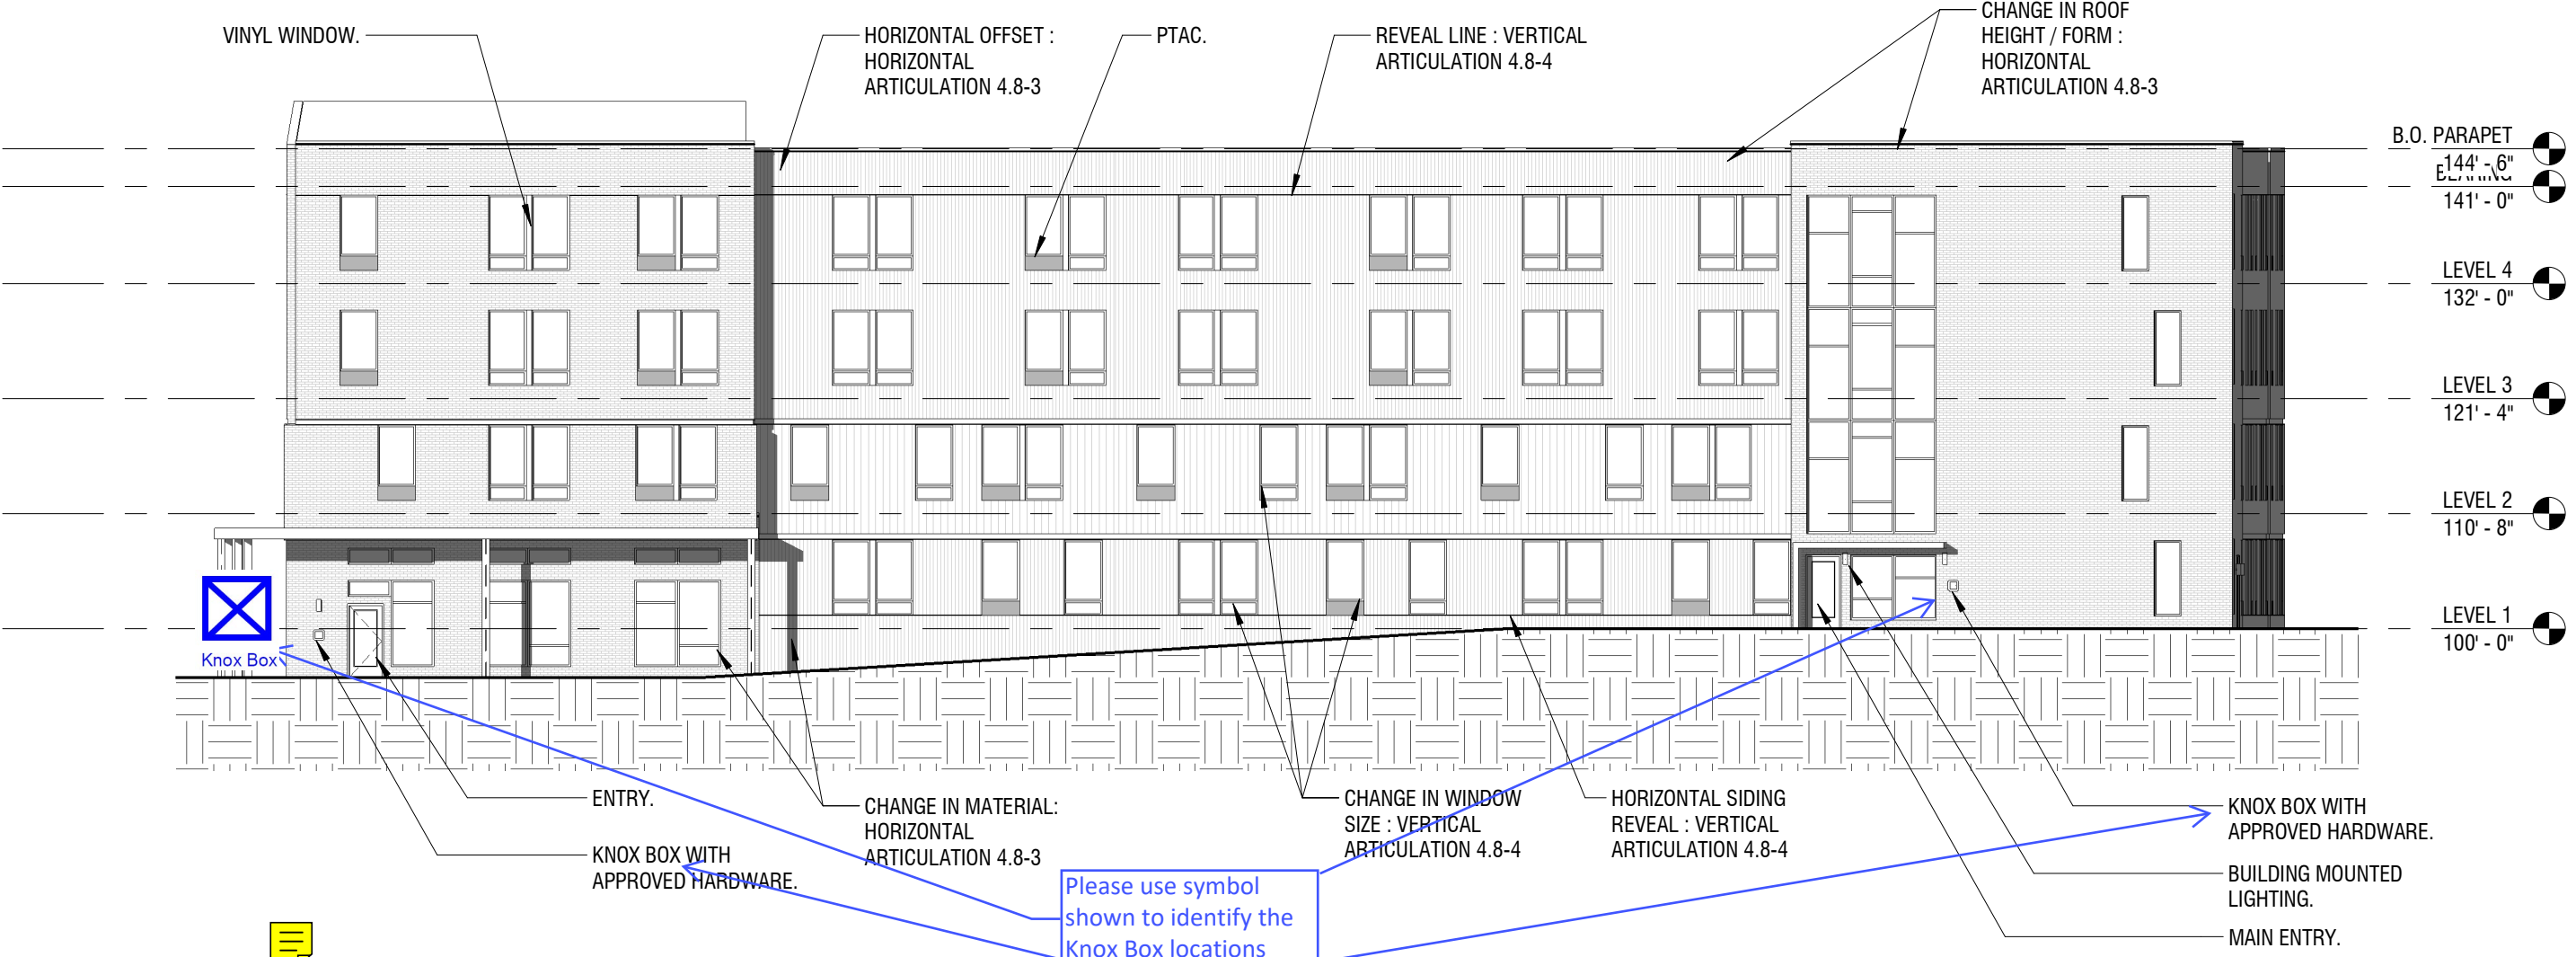 VINYL WINDOW.
HORIZONTAL OFFSET :
HORIZONTAL
ARTICULATION 4.8-3
PTAC.
REVEAL LINE : VERTICAL
ARTICULATION 4.8-4
CHANGE IN ROOF
HEIGHT / FORM :
HORIZONTAL
ARTICULATION 4.8-3
B.O. PARAPET
144' - 6"
BEARING
141' - 0"
LEVEL 4
132' - 0"
LEVEL 3
121' - 4"
LEVEL 2
110' - 8"
LEVEL 1
100' - 0"
Knox Box
ENTRY.
KNOX BOX WITH
APPROVED HARDWARE.
CHANGE IN MATERIAL:
HORIZONTAL
ARTICULATION 4.8-3
CHANGE IN WINDOW
SIZE : VERTICAL
ARTICULATION 4.8-4
HORIZONTAL SIDING
REVEAL : VERTICAL
ARTICULATION 4.8-4
KNOX BOX WITH
APPROVED HARDWARE.
BUILDING MOUNTED
LIGHTING.
MAIN ENTRY.
Please use symbol
shown to identify the
Knox Box locations